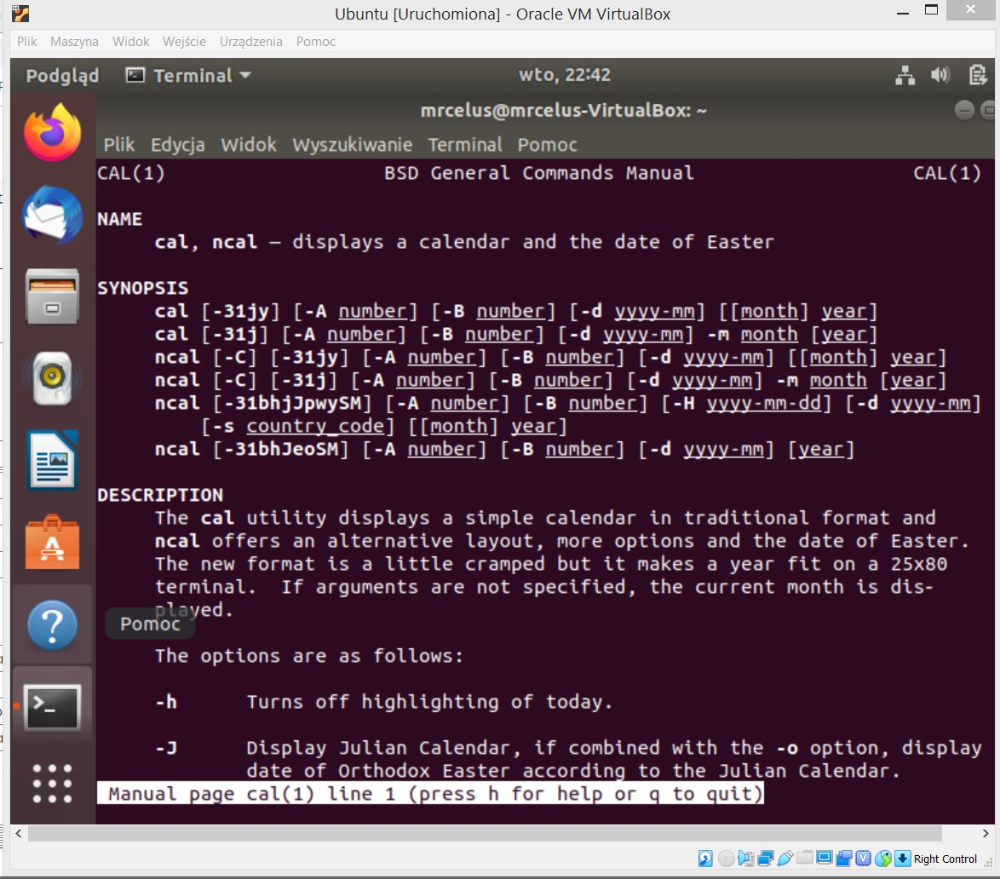 Ubuntu [Uruchomiona] - Oracle VM VirtualBox
Plik Maszyna Widok Wejście Urządzenia Pomoc
Podgląd Terminal wto, 22:42
mrcelus@mrcelus-VirtualBox: ~
Plik Edycja Widok Wyszukiwanie Terminal Pomoc
CAL(1) BSD General Commands Manual CAL(1)
NAME
cal, ncal — displays a calendar and the date of Easter
SYNOPSIS
cal [-31jy] [-A number] [-B number] [-d yyyy-mm] [[month] year]
cal [-31j] [-A number] [-B number] [-d yyyy-mm] -m month [year]
ncal [-C] [-31jy] [-A number] [-B number] [-d yyyy-mm] [[month] year]
ncal [-C] [-31j] [-A number] [-B number] [-d yyyy-mm] -m month [year]
ncal [-31bhjJpwySM] [-A number] [-B number] [-H yyyy-mm-dd] [-d yyyy-mm]
[-s country_code] [[month] year]
ncal [-31bhJeoSM] [-A number] [-B number] [-d yyyy-mm] [year]
DESCRIPTION
The cal utility displays a simple calendar in traditional format and
ncal offers an alternative layout, more options and the date of Easter.
The new format is a little cramped but it makes a year fit on a 25x80
terminal. If arguments are not specified, the current month is dis-
played.
Pomoc
The options are as follows:
-h Turns off highlighting of today.
-J Display Julian Calendar, if combined with the -o option, display
date of Orthodox Easter according to the Julian Calendar.
Manual page cal(1) line 1 (press h for help or q to quit)
Right Control